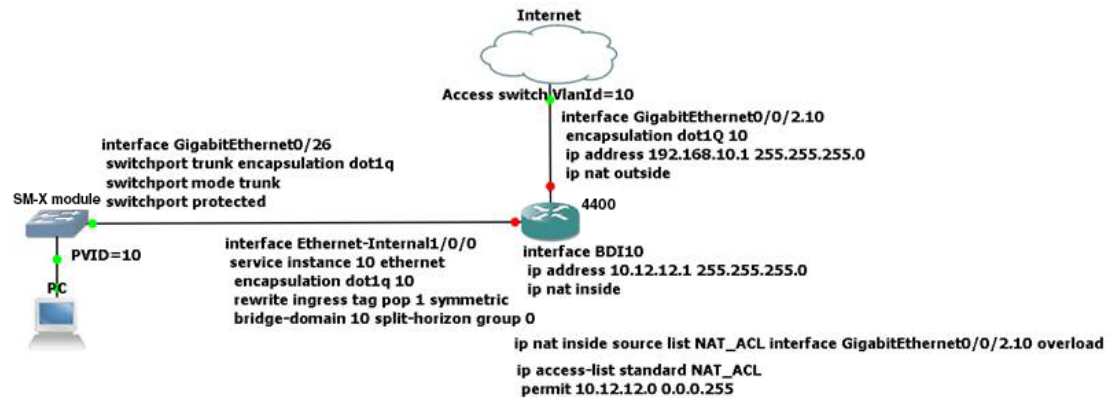 Internet
Access switch VlanId=10
interface GigabitEthernet0/0/2.10
encapsulation dot1Q 10
ip address 192.168.10.1 255.255.255.0
ip nat outside
interface GigabitEthernet0/26
switchport trunk encapsulation dot1q
switchport mode trunk
switchport protected
SM-X module
4400
PVID=10
PC
interface Ethernet-Internal1/0/0
service instance 10 ethernet
encapsulation dot1q 10
rewrite ingress tag pop 1 symmetric
bridge-domain 10 split-horizon group 0
interface BDI10
ip address 10.12.12.1 255.255.255.0
ip nat inside
ip nat inside source list NAT_ACL interface GigabitEthernet0/0/2.10 overload
ip access-list standard NAT_ACL
permit 10.12.12.0 0.0.0.255